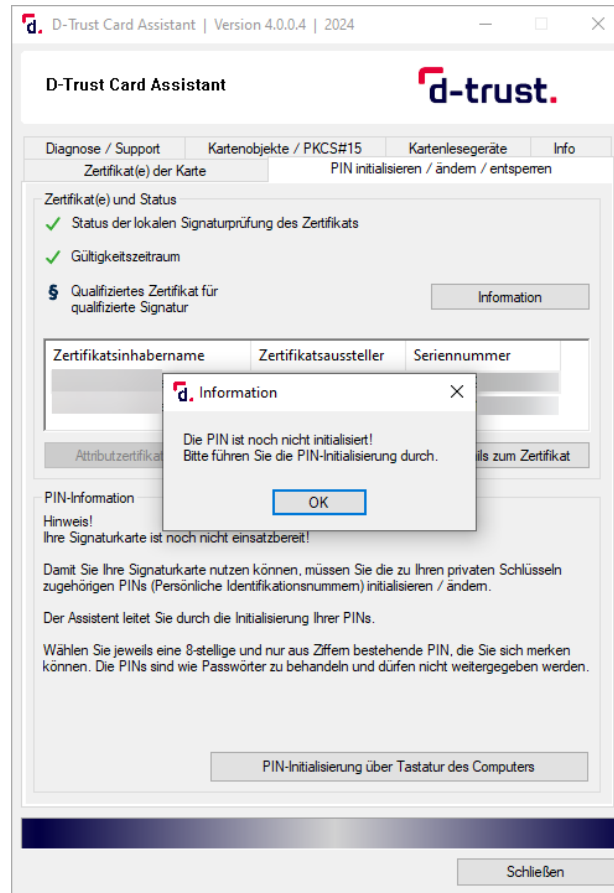 D-Trust Card Assistant | Version 4.0.0.4 | 2024
D-Trust Card Assistant
d-trust.
Diagnose / Support
Kartenobjekte / PKCS#15
Kartenlesegeräte
Info
Zertifikat(e) der Karte
PIN initialisieren / ändern / entsperren
Zertifikat(e) und Status
Status der lokalen Signaturprüfung des Zertifikats
Gültigkeitszeitraum
§ Qualifiziertes Zertifikat für
qualifizierte Signatur
Information
Zertifikatsinhabername
Zertifikatsaussteller
Seriennummer
d. Information
Die PIN ist noch nicht initialisiert!
Bitte führen Sie die PIN-Initialisierung durch.
OK
zum Zertifikat
PIN-Information
Hinweis!
Ihre Signaturkarte ist noch nicht einsatzbereit!
Damit Sie Ihre Signaturkarte nutzen können, müssen Sie die zu Ihren privaten Schlüsseln
zugehörigen PINs (Persönliche Identifikationsnummern) initialisieren / ändern.
Der Assistent leitet Sie durch die Initialisierung Ihrer PINs.
Wählen Sie jeweils eine 8-stellige und nur aus Ziffern bestehende PIN, die Sie sich merken
können. Die PINs sind wie Passwörter zu behandeln und dürfen nicht weitergegeben werden.
PIN-Initialisierung über Tastatur des Computers
Schließen